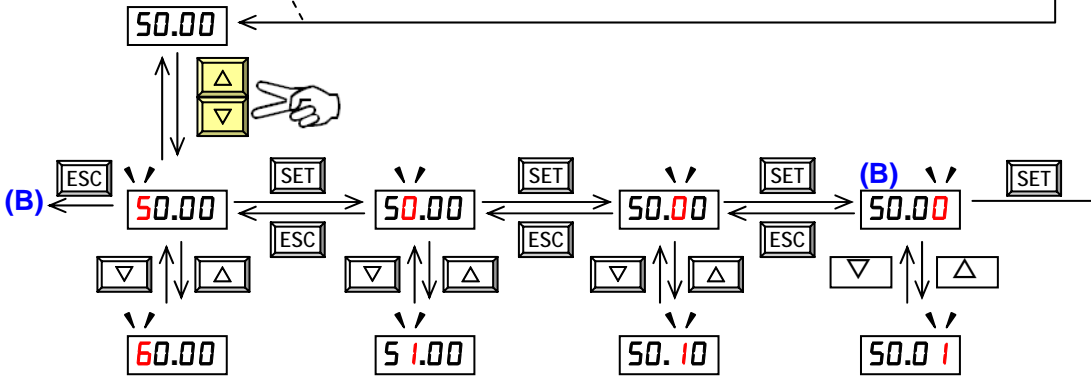 50.00
ESC SET SET SET (B) SET
(B) 50.00 50.00 50.00 50.00
ESC ESC ESC
60.00 51.00 50.10 50.01